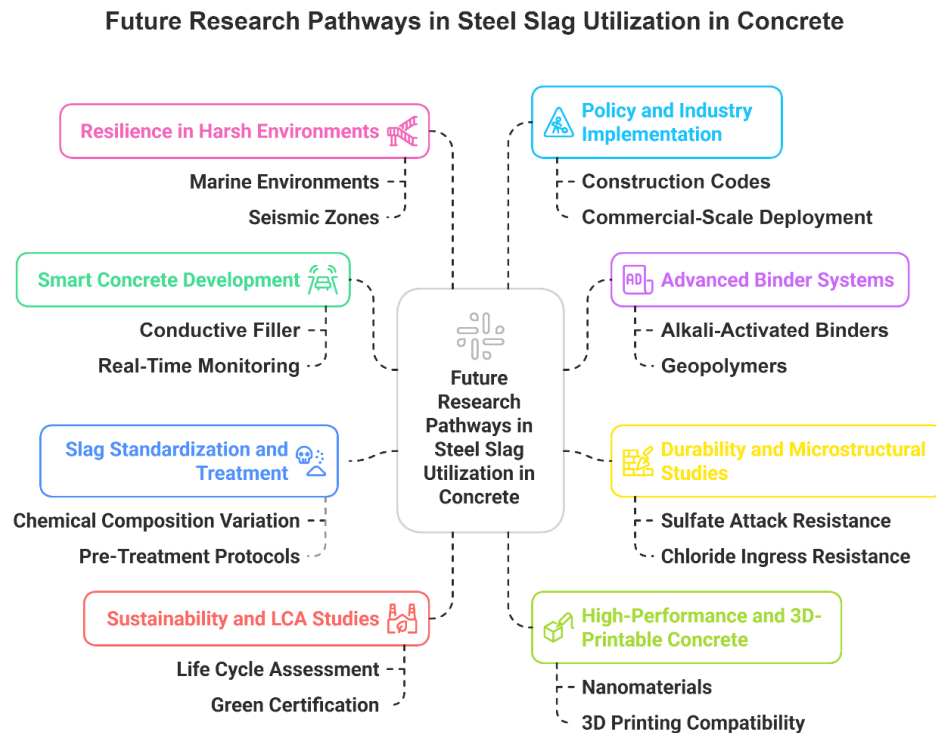 Future Research Pathways in Steel Slag Utilization in Concrete
Resilience in Harsh Environments
Marine Environments
Seismic Zones
Smart Concrete Development
Conductive Filler
Real-Time Monitoring
Slag Standardization and
Treatment
Chemical Composition Variation
Pre-Treatment Protocols
Sustainability and LCA Studies
Life Cycle Assessment
Green Certification
Future
Research
Pathways in
Steel Slag
Utilization in
Concrete
Policy and Industry
Implementation
Construction Codes
Commercial-Scale Deployment
AD
Advanced Binder Systems
Alkali-Activated Binders
Geopolymers
Durability and Microstructural
Studies
Sulfate Attack Resistance
Chloride Ingress Resistance
High-Performance and 3D-
Printable Concrete
Nanomaterials
3D Printing Compatibility